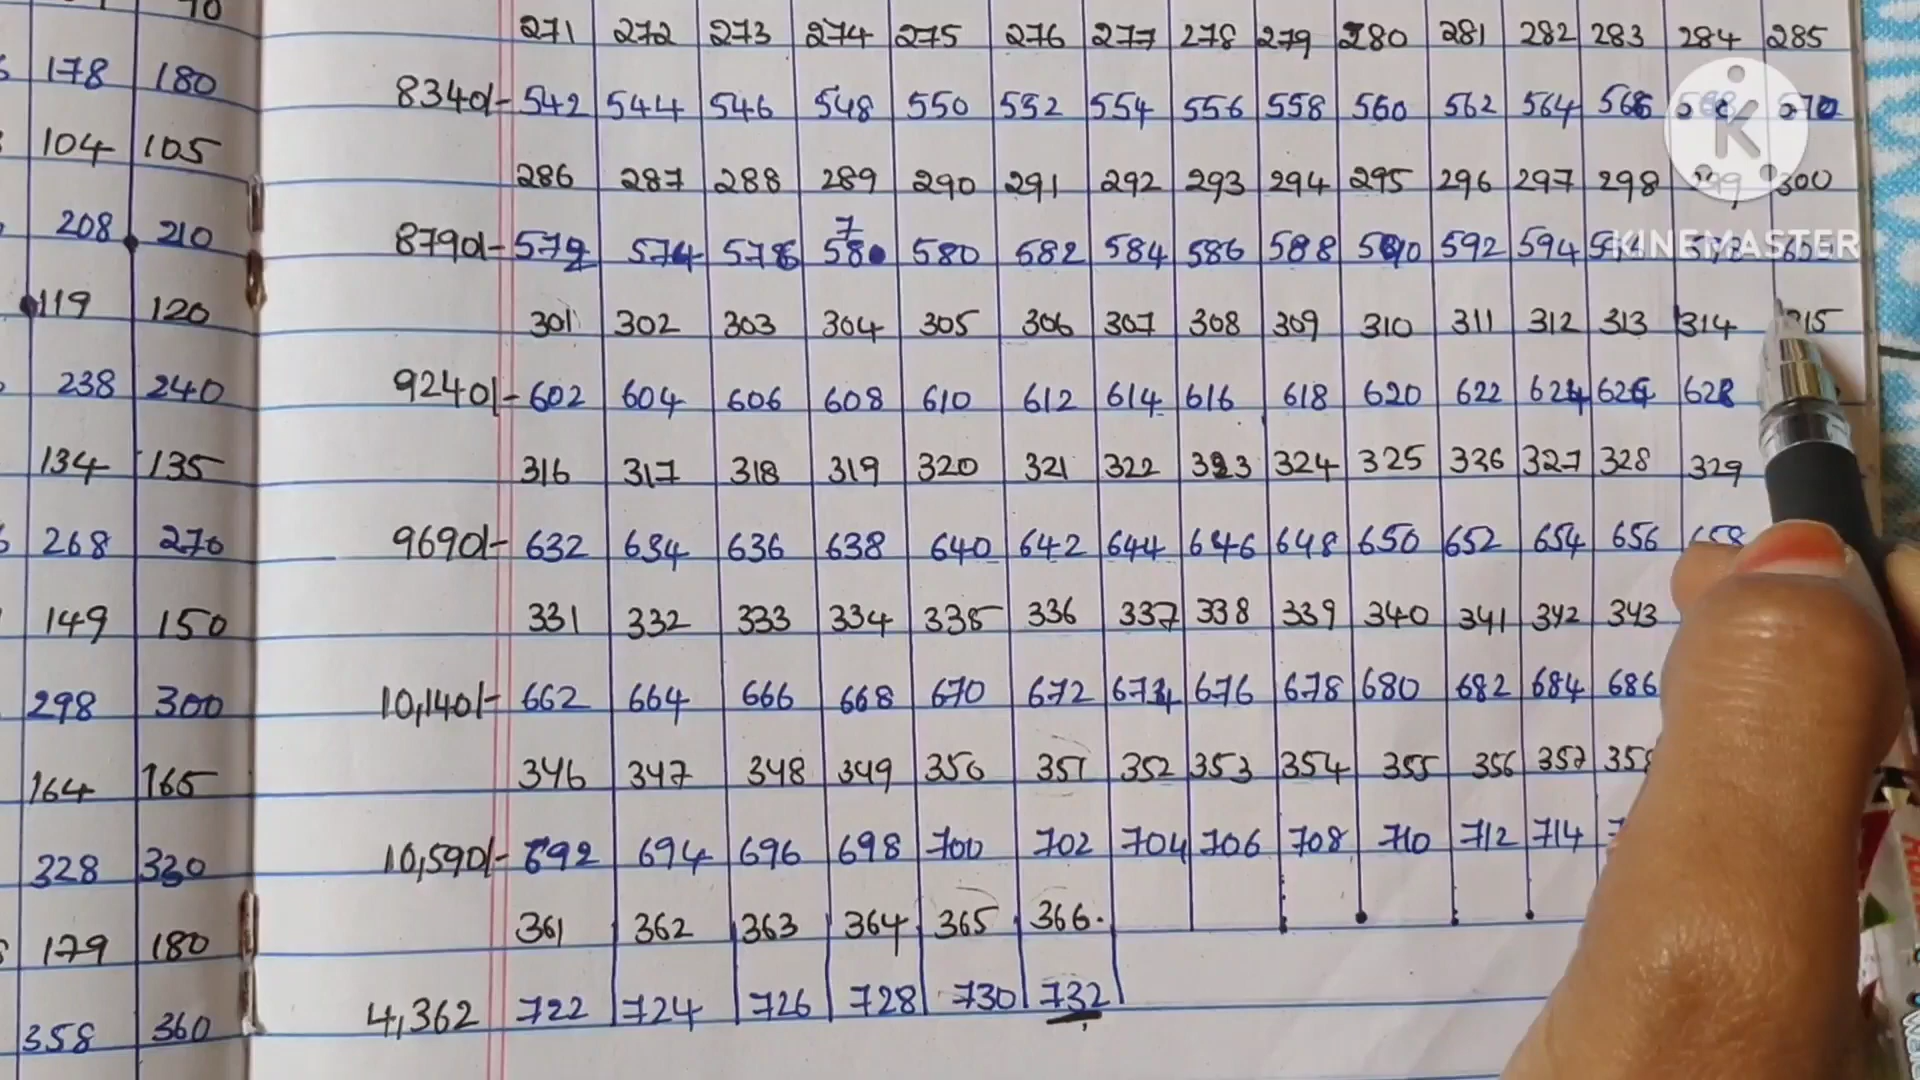 70 271 272 273 274 275 276 277 278 279 280 281 282 283 284 285
178 180 8340/- 542 544 546 548 550 552 554 556 558 560 562 564 566 570
104 105 286 287 288 289 290 291 292 293 294 295 296 297 298 300
208 210 8790/- 572 574 576 578 580 582 584 586 588 590 592 594
KINEMASTER
119 120 301 302 303 304 305 306 307 308 309 310 311 312 313 314 315
238 240 9240/- 602 604 606 608 610 612 614 616 618 620 622 624 626 628
134 135 316 317 318 319 320 321 322 323 324 325 326 327 328 329
268 270 9690/- 632 634 636 638 640 642 644 646 648 650 652 654 656 658
149 150 331 332 333 334 335 336 337 338 339 340 341 342 343
298 300 10,140/- 662 664 666 668 670 672 674 676 678 680 682 684 686
164 165 346 347 348 349 350 351 352 353 354 355 356 357 358
328 330 10,590/- 692 694 696 698 700 702 704 706 708 710 712 714
179 180 361 362 363 364 365 366.
358 360 4,362 722 724 726 728 730 732